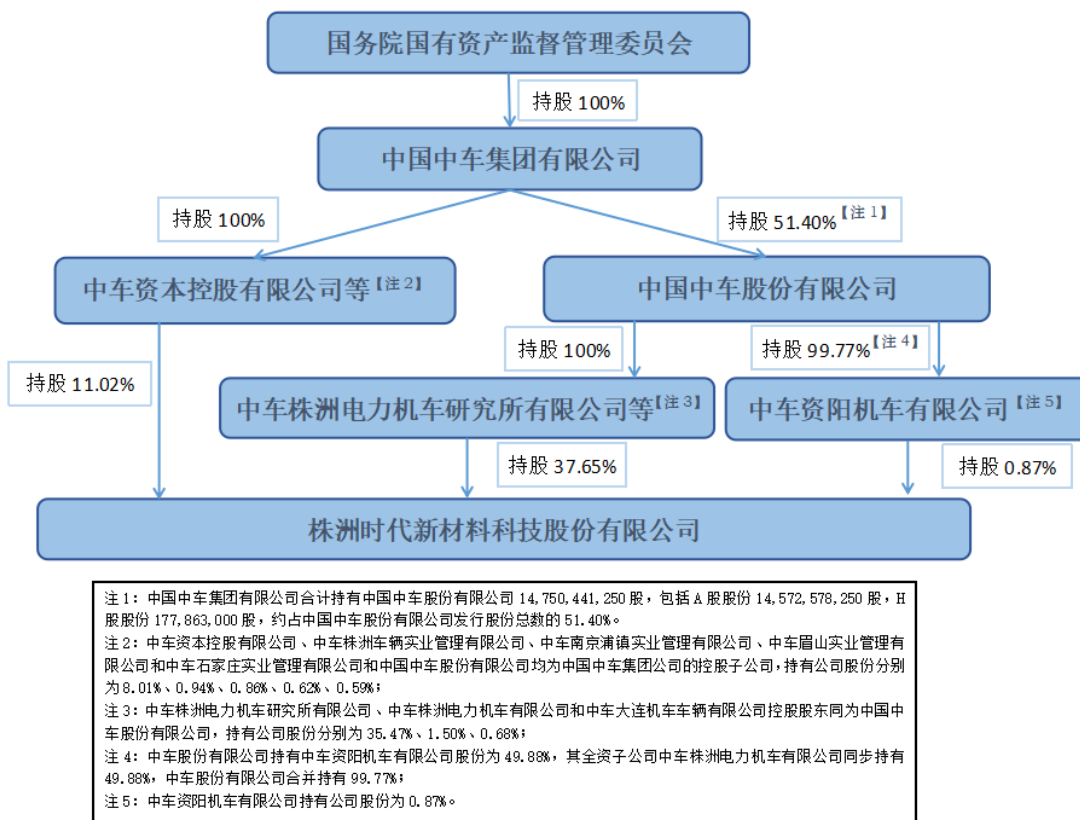 国务院国有资产监督管理委员会
持股 100%
中国中车集团有限公司
持股 100%
持股 51.40%【注 1】
中车资本控股有限公司等【注 2】
中国中车股份有限公司
持股 100%
持股 99.77%【注 4】
持股 11.02%
中车株洲电力机车研究所有限公司等【注 3】
中车资阳机车有限公司【注 5】
持股 37.65%
持股 0.87%
株洲时代新材料科技股份有限公司
注 1：中国中车集团有限公司合计持有中国中车股份有限公司 14,750,441,250 股，包括 A 股股份 14,572,578,250 股，H
股股份 177,863,000 股，约占中国中车股份有限公司发行股份总数的 51.40%。
注 2：中车资本控股有限公司、中车株洲车辆实业管理有限公司、中车南京浦镇实业管理有限公司、中车眉山实业管理有
限公司和中车石家庄实业管理有限公司和中国中车股份有限公司均为中国中车集团公司的控股子公司，持有公司股份分别
为 8.01%、0.94%、0.86%、0.62%、0.59%；
注 3：中车株洲电力机车研究所有限公司、中车株洲电力机车有限公司和中车大连机车车辆有限公司控股股东同为中国中
车股份有限公司，持有公司股份分别为 35.47%、1.50%、0.68%；
注 4：中车股份有限公司持有中车资阳机车有限公司股份为 49.88%，其全资子公司中车株洲电力机车有限公司同步持有
49.88%，中车股份有限公司合并持有 99.77%；
注 5：中车资阳机车有限公司持有公司股份为 0.87%。